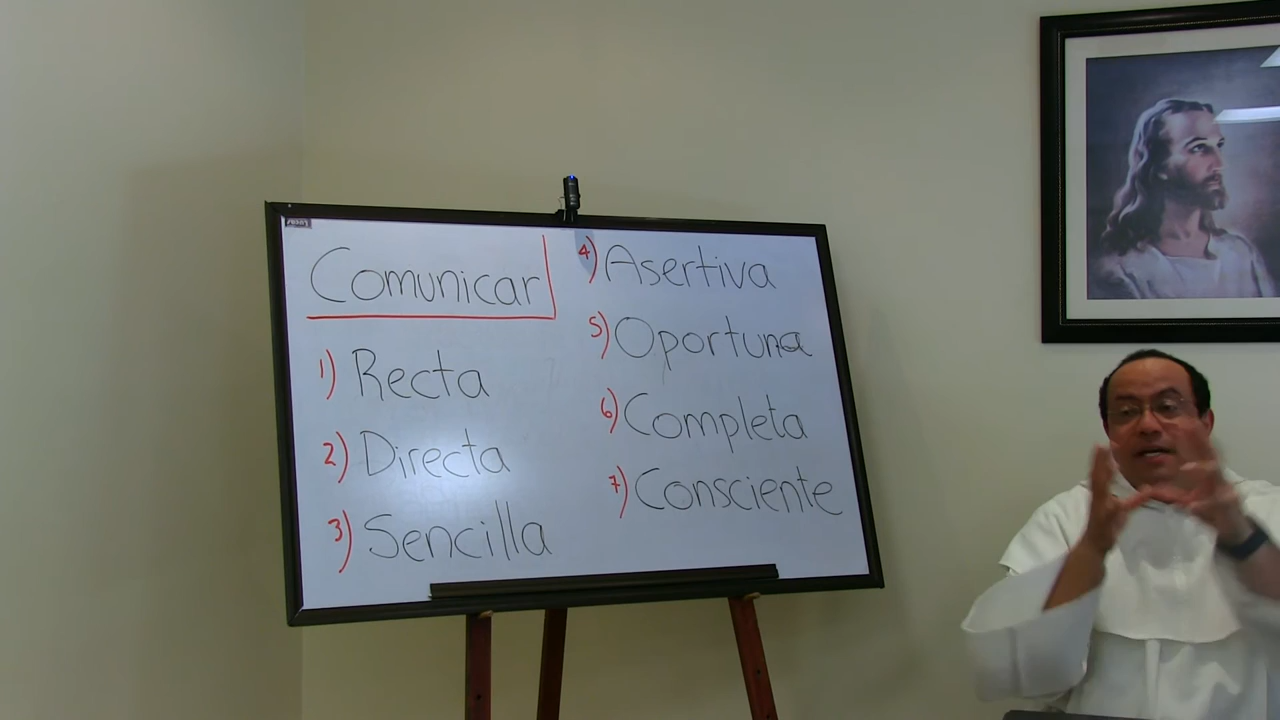 Comunicar
1) Recta
2) Directa
3) Sencilla
4) Asertiva
5) Oportuna
6) Completa
7) Consciente